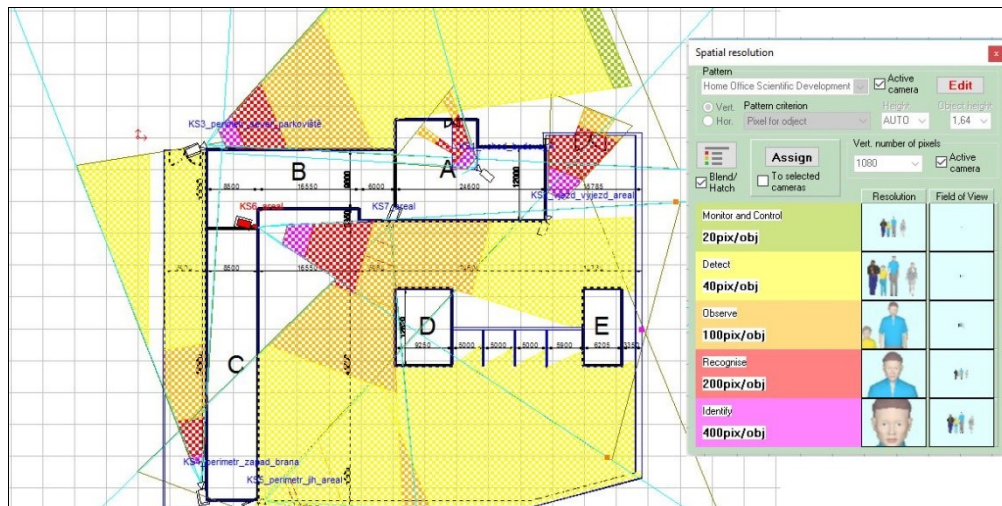 Spatial resolution
x
Pattern
Home Office Scientific Development
Active camera
Edit
Vert.
Hor.
Pattern criterion
Pixel for object
Height
AUTO
Object height
1,64
Blend/
Hatch
Assign
To selected
cameras
Vert. number of pixels
1080
Active
camera
Resolution
Field of View
Monitor and Control
20pix/obj
Detect
40pix/obj
Observe
100pix/obj
Recognise
200pix/obj
Identify
400pix/obj
KS3_perimetr_sever_parkoviště
B
A
8500
16550
6000
24600
12000
KS6_areal
KS7_areal
8500
16550
C
D
E
9250
5000
5000
5000
5900
6205
3350
KS4_perimetr_zapad_brana
KS5_perimetr_jih_areal